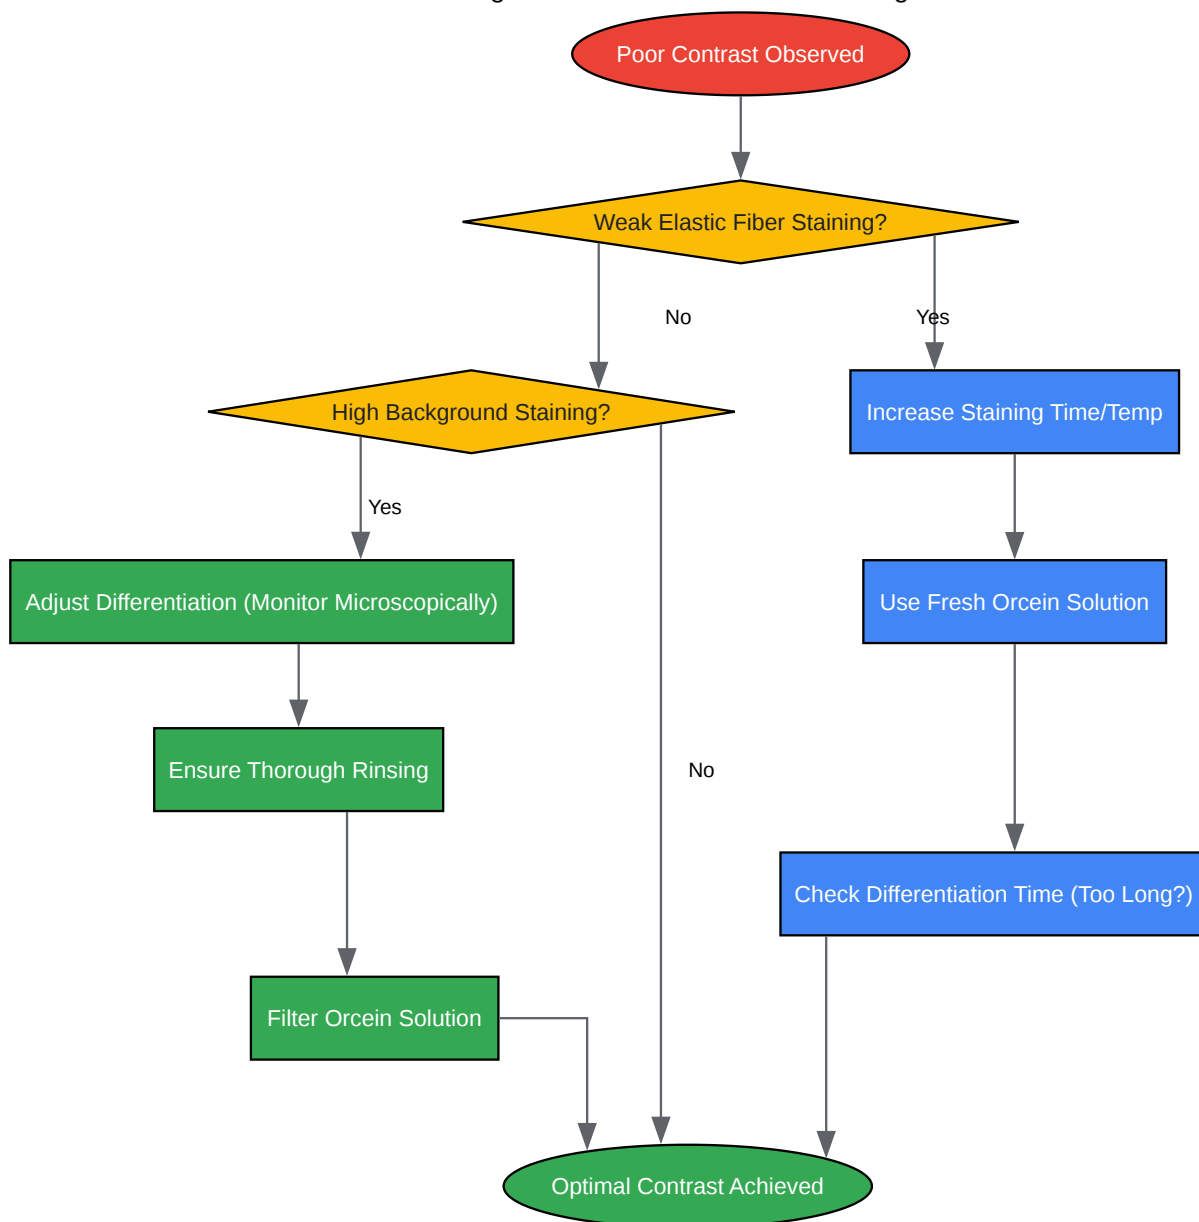 Poor Contrast Observed
Weak Elastic Fiber Staining?
No
Yes
High Background Staining?
Increase Staining Time/Temp
Yes
Adjust Differentiation (Monitor Microscopically)
Use Fresh Orcein Solution
Ensure Thorough Rinsing
No
Check Differentiation Time (Too Long?)
Filter Orcein Solution
Optimal Contrast Achieved